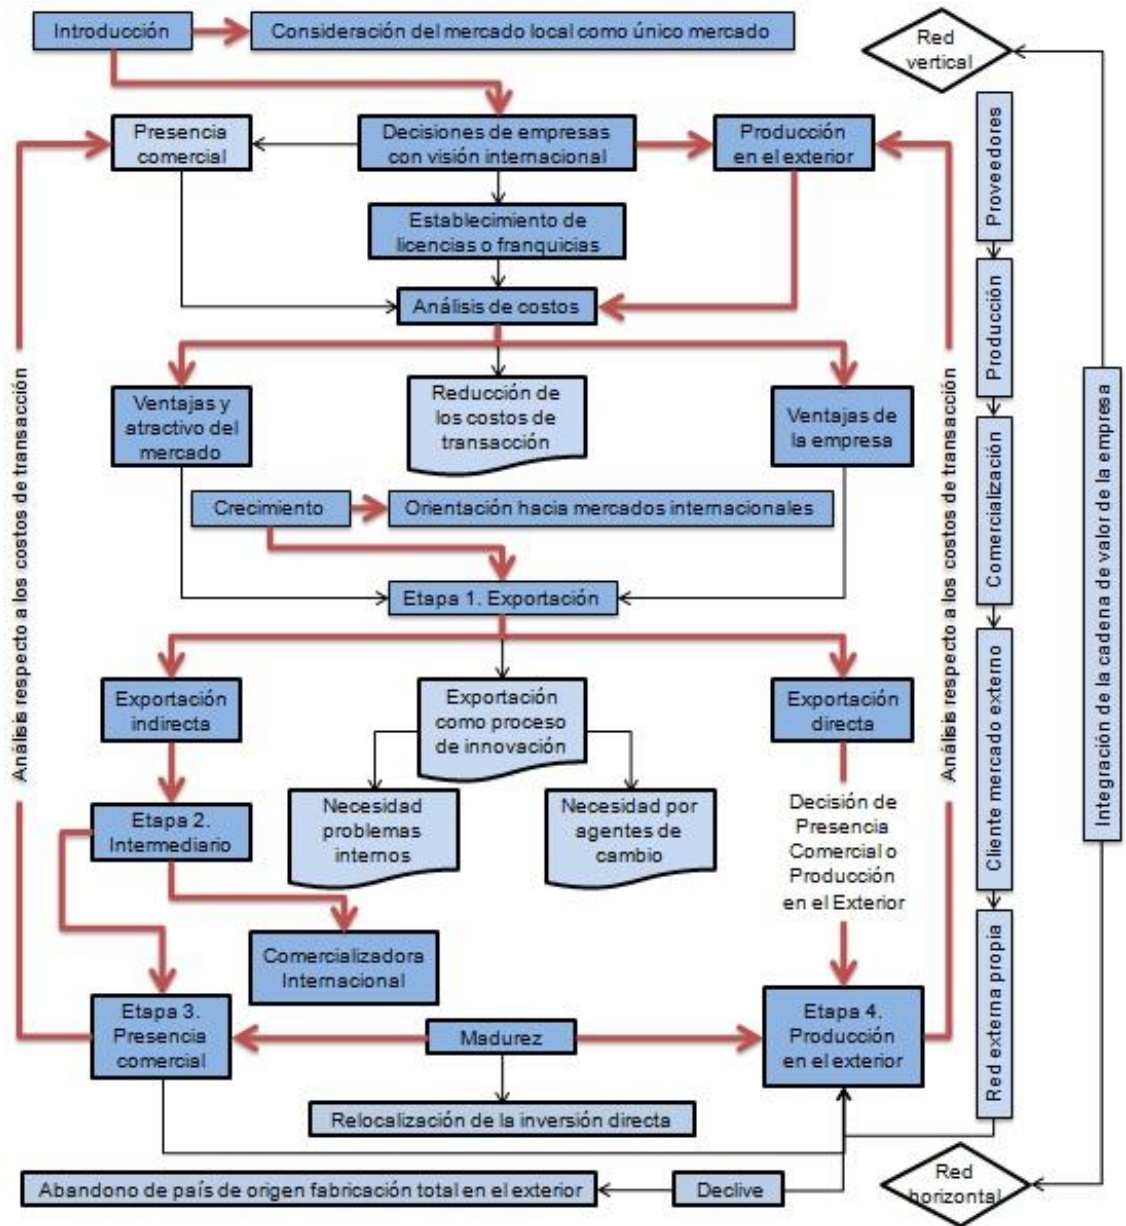 Introducción
Consideración del mercado local como único mercado
Red
vertical
Presencia
comercial
Decisiones de empresas
con visión internacional
Producción
en el exterior
Proveedores
Establecimiento de
licencias o franquicias
Análisis de costos
Producción
Ventajas y
atractivo del
mercado
Reducción de
los costos de
transacción
Ventajas de
la empresa
Análisis respecto a los costos de transacción
Análisis respecto a los costos de transacción
Comercialización
Integración de la cadena de valor de la empresa
Crecimiento
Orientación hacia mercados internacionales
Etapa 1. Exportación
Exportación
indirecta
Exportación
como proceso
de innovación
Exportación
directa
Cliente mercado externo
Etapa 2.
Intermediario
Necesidad
problemas
internos
Necesidad por
agentes de
cambio
Decisión de
Presencia
Comercial o
Producción
en el Exterior
Comercializadora
Internacional
Red externa propia
Etapa 3.
Presencia
comercial
Madurez
Etapa 4.
Producción
en el exterior
Relocalización de la inversión directa
Abandono de país de origen fabricación total en el exterior
Declive
Red
horizontal